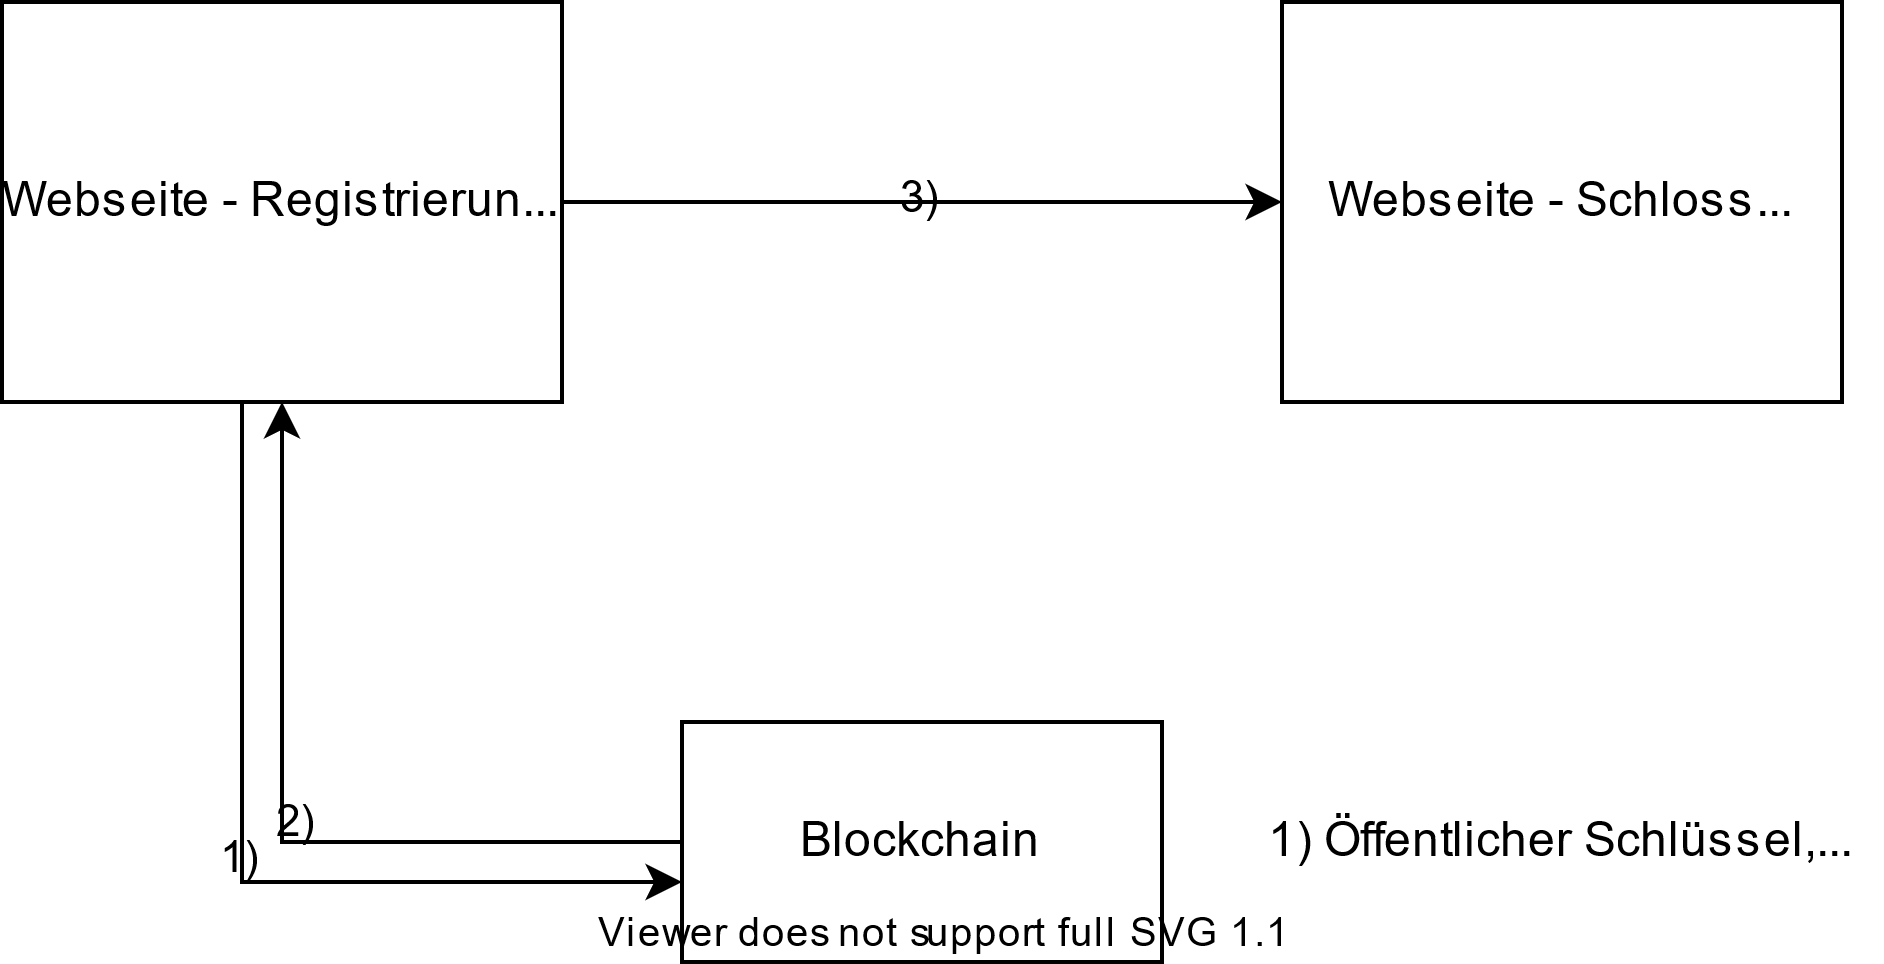 Webseite - Registrierun...
3)
Webseite - Schloss...
2)
1)
Blockchain
1) Öffentlicher Schlüssel,...
Viewer does not support full SVG 1.1